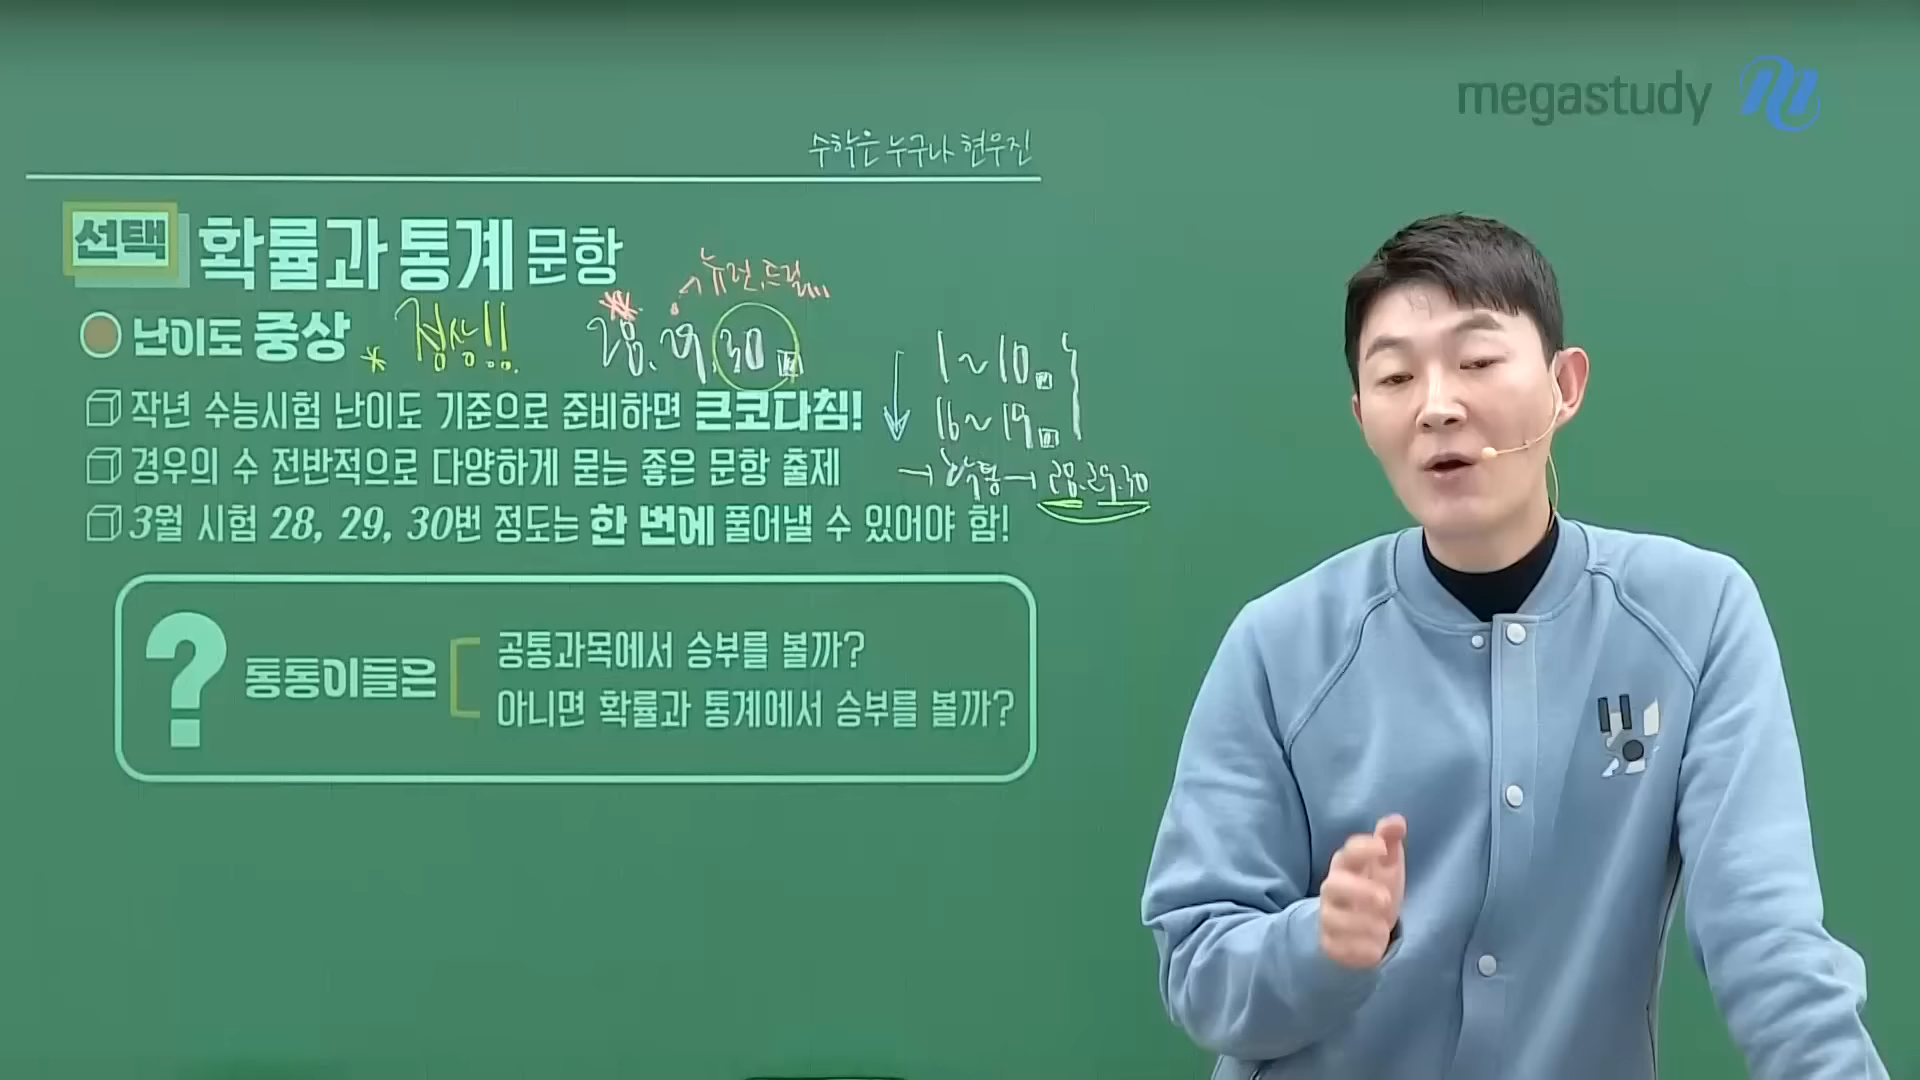 megastudy
수학은 누구나 현우진
선택 확률과 통계 문항
뉴런, 드릴...
난이도 중상 * 정상!! 28. 29. 30
1~10
작년 수능시험 난이도 기준으로 준비하면 큰코다침!
16~19
경우의 수 전반적으로 다양하게 묻는 좋은 문항 출제
→ 확통 → 28. 29. 30
3월 시험 28, 29, 30번 정도는 한 번에 풀어낼 수 있어야 함!
? 통통이들은
공통과목에서 승부를 볼까?
아니면 확률과 통계에서 승부를 볼까?